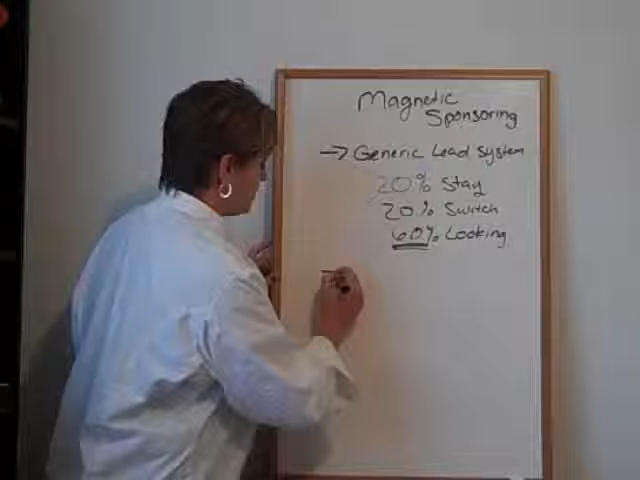 Magnetic
Sponsoring
→ Generic Lead System
20% Stay
20% Switch
60% Looking